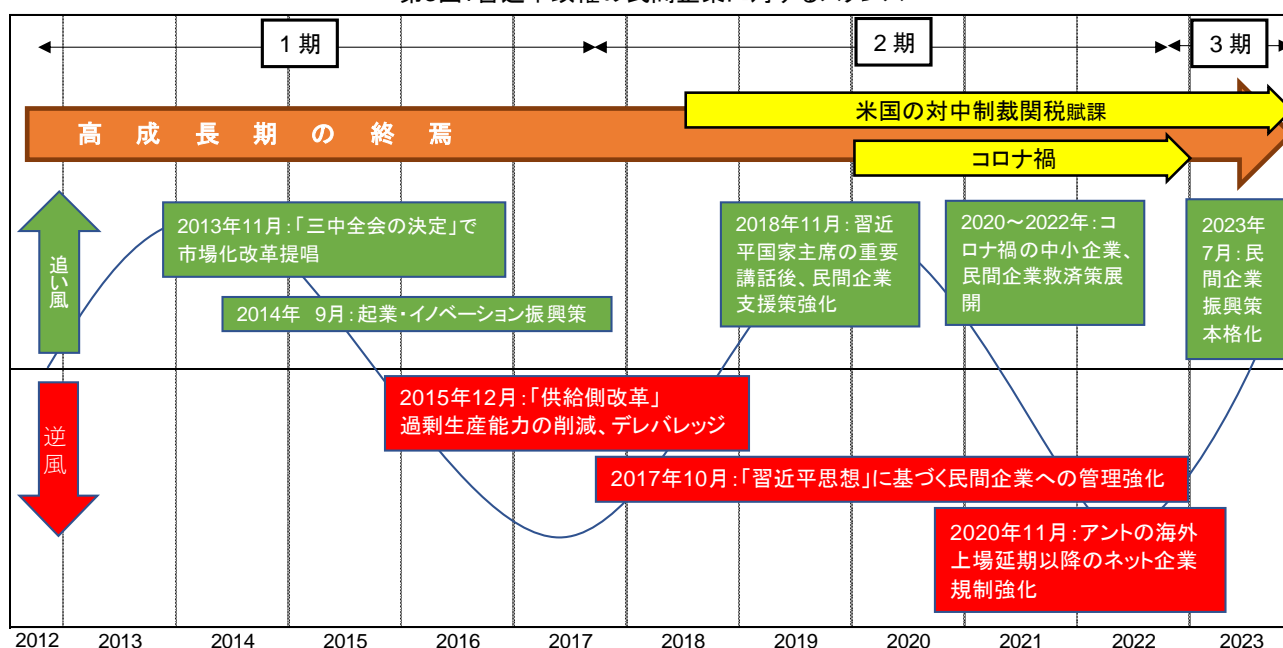 1 期
2 期
3 期
米国の対中制裁関税賦課
高成長期の終焉
コロナ禍
追い風
2013年11月：「三中全会の決定」で
市場化改革提唱
2014年 9月：起業・イノベーション振興策
2018年11月：習近
平国家主席の重要
講話後、民間企業
支援策強化
2020～2022年：コ
ロナ禍の中小企業、
民間企業救済策展
開
2023年
7月：民
間企業
振興策
本格化
逆風
2015年12月：「供給側改革」
過剰生産能力の削減、デレバレッジ
2017年10月：「習近平思想」に基づく民間企業への管理強化
2020年11月：アントの海外
上場延期以降のネット企業
規制強化
2012 2013 2014 2015 2016 2017 2018 2019 2020 2021 2022 2023